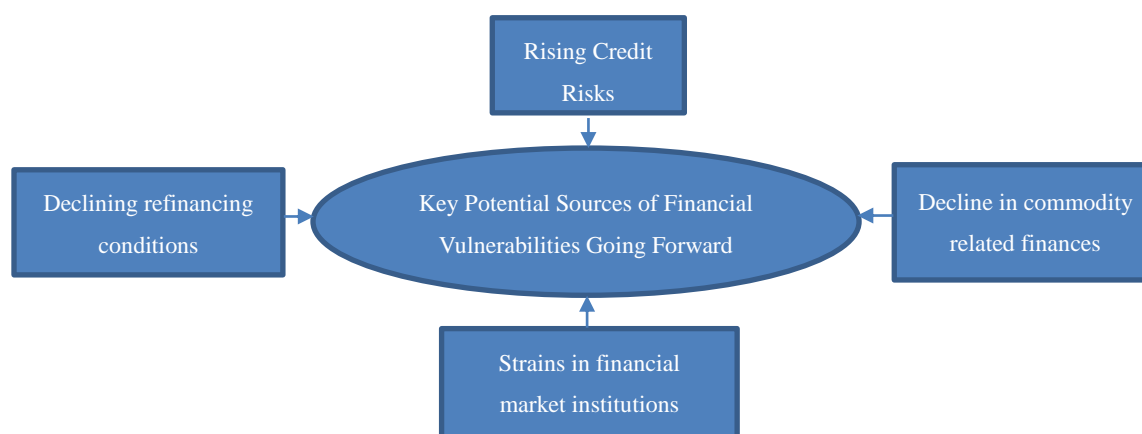 Rising Credit
Risks
Declining refinancing
conditions
Key Potential Sources of Financial
Vulnerabilities Going Forward
Decline in commodity
related finances
Strains in financial
market institutions